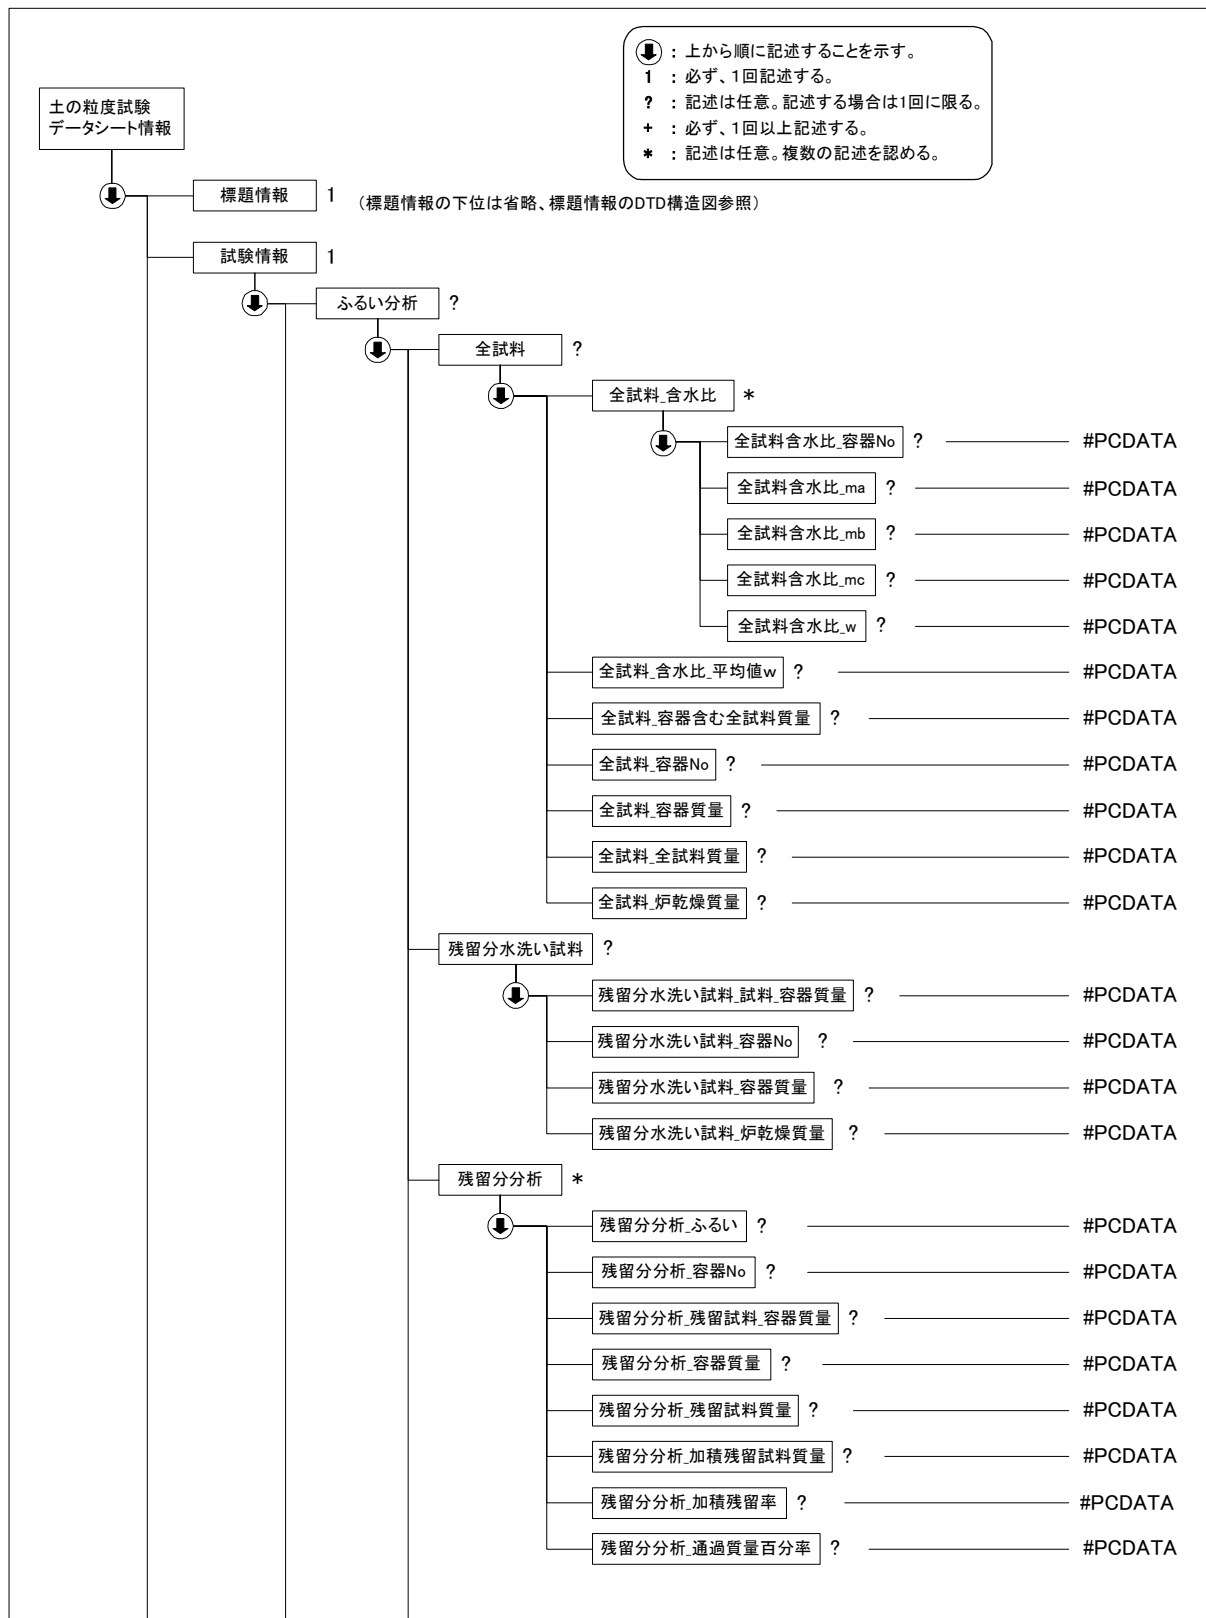 : 上から順に記述することを示す。
1 : 必ず、1回記述する。
? : 記述は任意。記述する場合は1回に限る。
+ : 必ず、1回以上記述する。
* : 記述は任意。複数の記述を認める。
土の粒度試験
データシート情報
標題情報 1 (標題情報の下位は省略、標題情報のDTD構造図参照)
試験情報 1
ふるい分析 ?
全試料 ?
全試料_含水比 *
全試料含水比_容器No ? #PCDATA
全試料含水比_ma ? #PCDATA
全試料含水比_mb ? #PCDATA
全試料含水比_mc ? #PCDATA
全試料含水比_w ? #PCDATA
全試料_含水比_平均値w ? #PCDATA
全試料_容器含む全試料質量 ? #PCDATA
全試料_容器No ? #PCDATA
全試料_容器質量 ? #PCDATA
全試料_全試料質量 ? #PCDATA
全試料_炉乾燥質量 ? #PCDATA
残留分水洗い試料 ?
残留分水洗い試料_試料_容器質量 ? #PCDATA
残留分水洗い試料_容器No ? #PCDATA
残留分水洗い試料_容器質量 ? #PCDATA
残留分水洗い試料_炉乾燥質量 ? #PCDATA
残留分分析 *
残留分分析_ふるい ? #PCDATA
残留分分析_容器No ? #PCDATA
残留分分析_残留試料_容器質量 ? #PCDATA
残留分分析_容器質量 ? #PCDATA
残留分分析_残留試料質量 ? #PCDATA
残留分分析_加積残留試料質量 ? #PCDATA
残留分分析_加積残留率 ? #PCDATA
残留分分析_通過質量百分率 ? #PCDATA